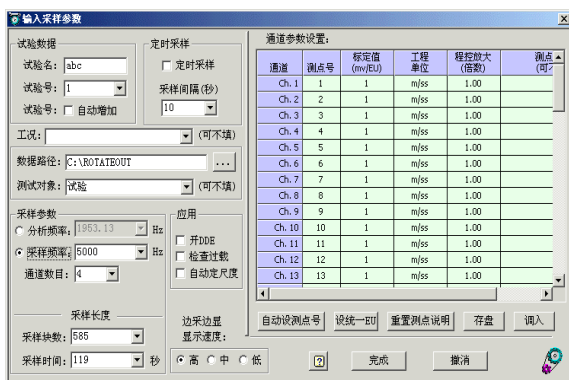 输入采样参数
试验数据
试验名: abc
试验号: 1
试验号: 自动增加
定时采样
定时采样
采样间隔(秒)
10
工况: (可不填)
数据路径: C:\ROTATEOUT ...
测试对象: 试验 (可不填)
采样参数
分析频率: 1953.13 Hz
采样频率: 5000 Hz
通道数目: 4
应用
开DDE
检查过载
自动定尺度
采样长度
采样块数: 585
采样时间: 119 秒
边采边显
显示速度:
高 中 低
通道参数设置:
通道 测点号 标定值(mv/EU) 工程单位 程控放大(倍数) 测点(可
Ch. 1 1 1 m/ss 1.00
Ch. 2 2 1 m/ss 1.00
Ch. 3 3 1 m/ss 1.00
Ch. 4 4 1 m/ss 1.00
Ch. 5 5 1 m/ss 1.00
Ch. 6 6 1 m/ss 1.00
Ch. 7 7 1 m/ss 1.00
Ch. 8 8 1 m/ss 1.00
Ch. 9 9 1 m/ss 1.00
Ch. 10 10 1 m/ss 1.00
Ch. 11 11 1 m/ss 1.00
Ch. 12 12 1 m/ss 1.00
Ch. 13 13 1 m/ss 1.00
自动设测点号 设统一EU 重置测点说明 存盘 调入
? 完成 撤消